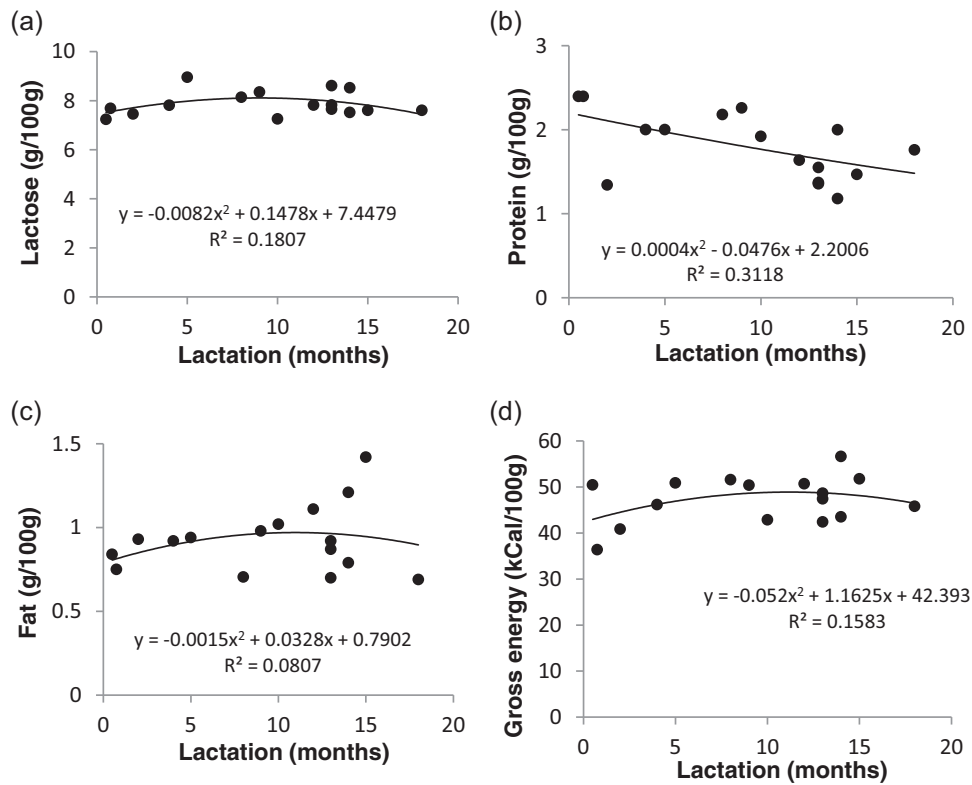 (a)
Lactose (g/100g)
10
8
6
4
2
0
y = -0.0082x² + 0.1478x + 7.4479
R² = 0.1807
0 5 10 15 20
Lactation (months)
(b)
Protein (g/100g)
3
2
1
0
y = 0.0004x² - 0.0476x + 2.2006
R² = 0.3118
0 5 10 15 20
Lactation (months)
(c)
Fat (g/100g)
1.5
1
0.5
0
y = -0.0015x² + 0.0328x + 0.7902
R² = 0.0807
0 5 10 15 20
Lactation (months)
(d)
Gross energy (kCal/100g)
60
50
40
30
20
10
0
y = -0.052x² + 1.1625x + 42.393
R² = 0.1583
0 5 10 15 20
Lactation (months)